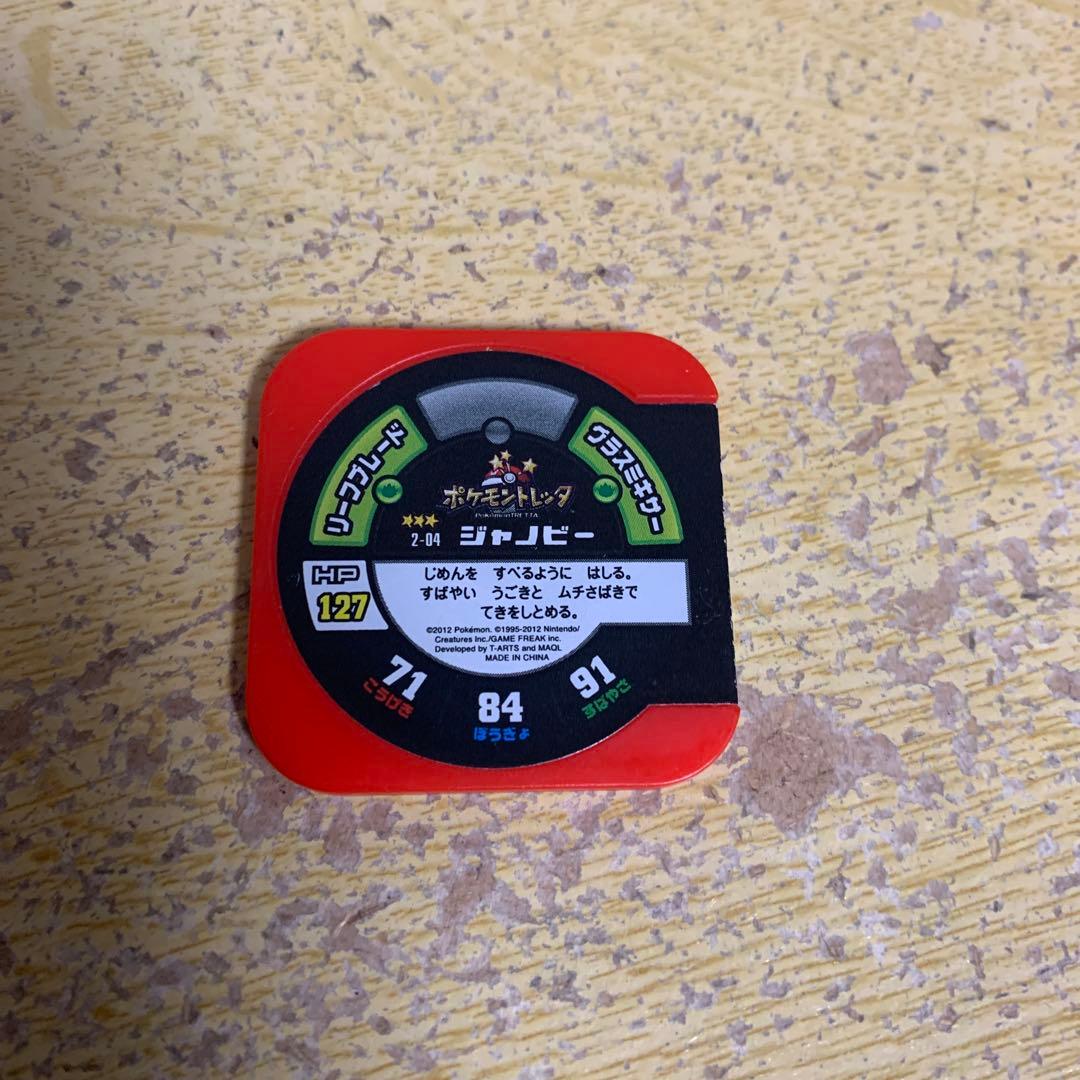 リーフブレード
グラスミキサー
ポケモントレッタ
PokémonTRETTA
2-04 ジャノビー
HP
127
じめんを すべるように はしる。
すばやい うごきと ムチさばきで
てきをしとめる。
©2012 Pokémon. ©1995-2012 Nintendo/
Creatures Inc./GAME FREAK inc.
Developed by T-ARTS and MAQL
MADE IN CHINA
71
こうげき
84
ぼうぎょ
91
すばやさ